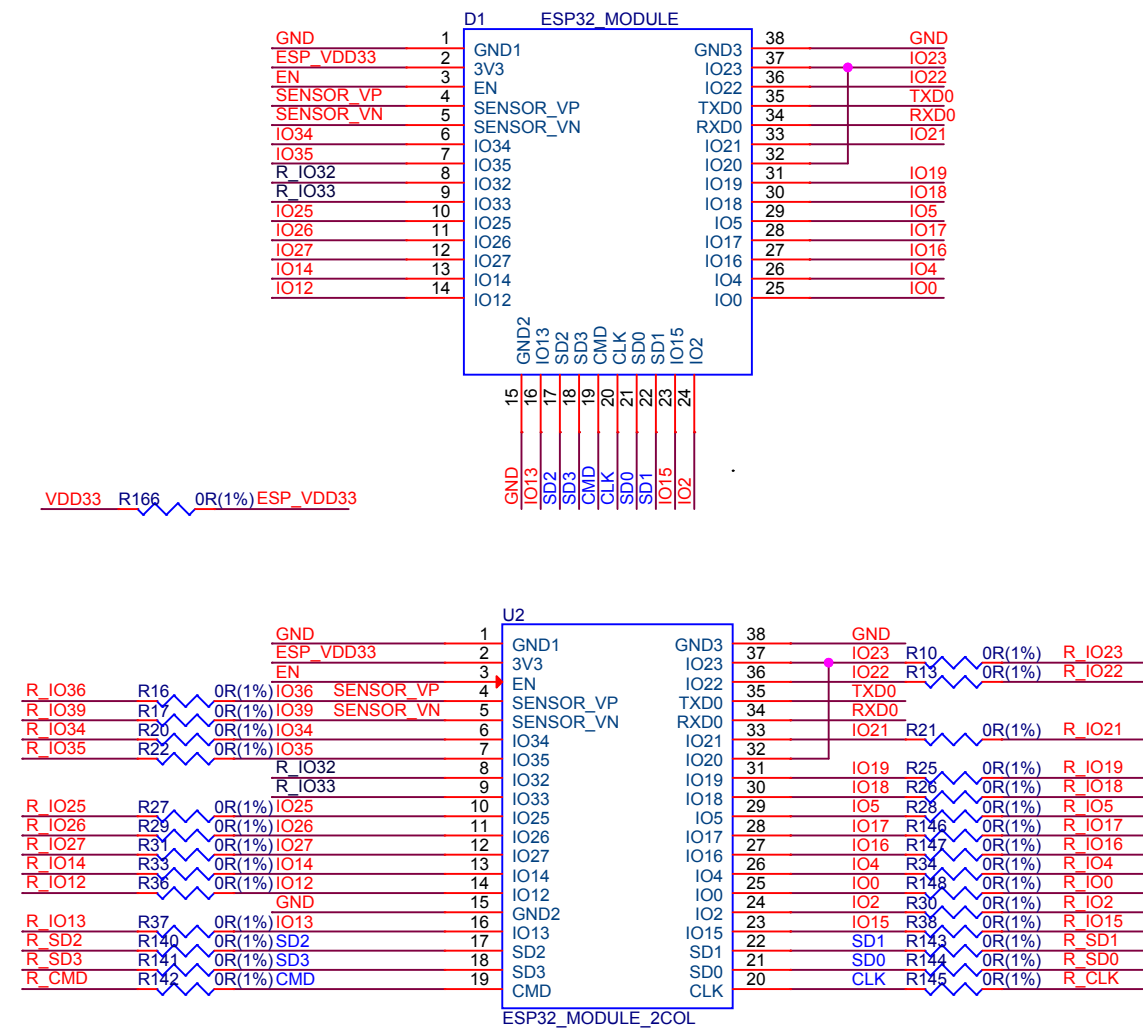 D1 ESP32_MODULE
GND 1 GND1 GND3 38 GND
ESP_VDD33 2 3V3 IO23 37 IO23
EN 3 EN IO22 36 IO22
SENSOR_VP 4 SENSOR_VP TXD0 35 TXD0
SENSOR_VN 5 SENSOR_VN RXD0 34 RXD0
IO34 6 IO34 IO21 33 IO21
IO35 7 IO35 IO20 32
R_IO32 8 IO32 IO19 31 IO19
R_IO33 9 IO33 IO18 30 IO18
IO25 10 IO25 IO5 29 IO5
IO26 11 IO26 IO17 28 IO17
IO27 12 IO27 IO16 27 IO16
IO14 13 IO14 IO4 26 IO4
IO12 14 IO12 IO0 25 IO0
GND2 IO13 SD2 SD3 CMD CLK SD0 SD1 IO15 IO2
15 16 17 18 19 20 21 22 23 24
GND IO13 SD2 SD3 CMD CLK SD0 SD1 IO15 IO2
VDD33 R166 0R(1%) ESP_VDD33
U2
GND 1 GND1 GND3 38 GND
ESP_VDD33 2 3V3 IO23 37 IO23 R10 0R(1%) R_IO23
EN 3 EN IO22 36 IO22 R13 0R(1%) R_IO22
R_IO36 R16 0R(1%) IO36 SENSOR_VP 4 SENSOR_VP TXD0 35 TXD0
R_IO39 R17 0R(1%) IO39 SENSOR_VN 5 SENSOR_VN RXD0 34 RXD0
R_IO34 R20 0R(1%) IO34 6 IO34 IO21 33 IO21 R21 0R(1%) R_IO21
R_IO35 R22 0R(1%) IO35 7 IO35 IO20 32
R_IO32 8 IO32 IO19 31 IO19 R25 0R(1%) R_IO19
R_IO33 9 IO33 IO18 30 IO18 R26 0R(1%) R_IO18
R_IO25 R27 0R(1%) IO25 10 IO25 IO5 29 IO5 R28 0R(1%) R_IO5
R_IO26 R29 0R(1%) IO26 11 IO26 IO17 28 IO17 R146 0R(1%) R_IO17
R_IO27 R31 0R(1%) IO27 12 IO27 IO16 27 IO16 R147 0R(1%) R_IO16
R_IO14 R33 0R(1%) IO14 13 IO14 IO4 26 IO4 R34 0R(1%) R_IO4
R_IO12 R36 0R(1%) IO12 14 IO12 IO0 25 IO0 R148 0R(1%) R_IO0
GND 15 GND2 IO2 24 IO2 R30 0R(1%) R_IO2
R_IO13 R37 0R(1%) IO13 16 IO13 IO15 23 IO15 R38 0R(1%) R_IO15
R_SD2 R140 0R(1%) SD2 17 SD2 SD1 22 SD1 R143 0R(1%) R_SD1
R_SD3 R141 0R(1%) SD3 18 SD3 SD0 21 SD0 R144 0R(1%) R_SD0
R_CMD R142 0R(1%) CMD 19 CMD CLK 20 CLK R145 0R(1%) R_CLK
ESP32_MODULE_2COL